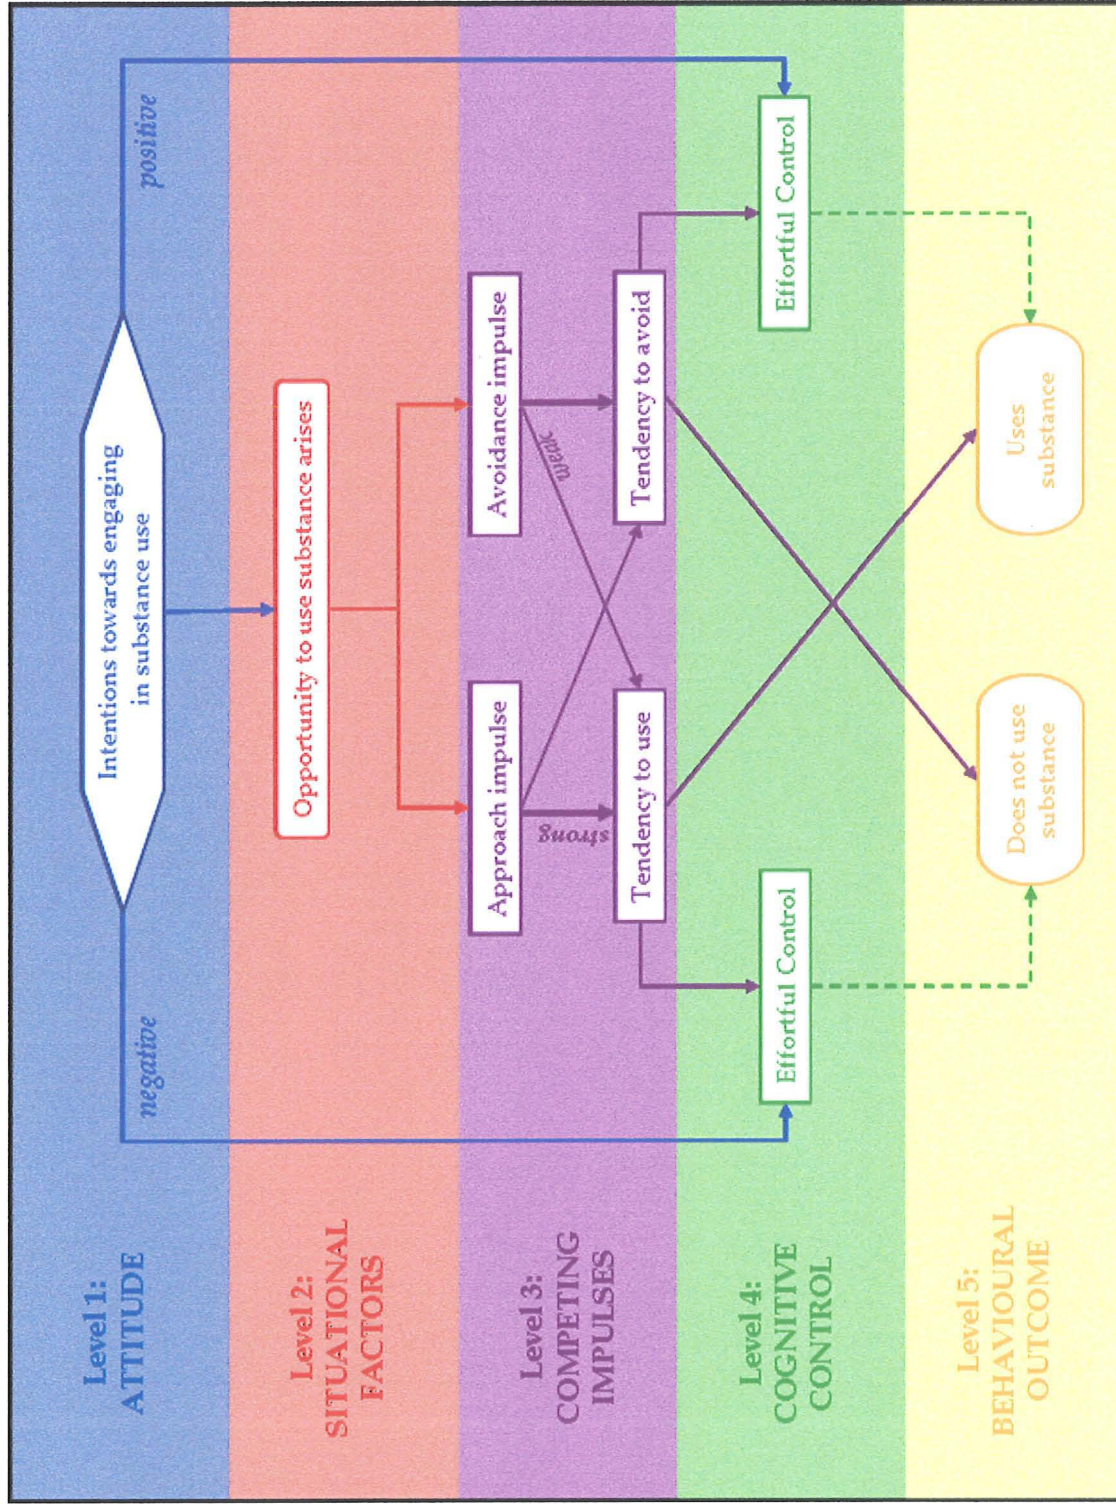 Level 1:
ATTITUDE
negative
Intentions towards engaging
in substance use
positive
Level 2:
SITUATIONAL
FACTORS
Opportunity to use substance arises
Level 3:
COMPETING
IMPULSES
Approach impulse
Avoidance impulse
strong
weak
Tendency to use
Tendency to avoid
Level 4:
COGNITIVE
CONTROL
Effortful Control
Effortful Control
Level 5:
BEHAVIOURAL
OUTCOME
Does not use
substance
Uses
substance